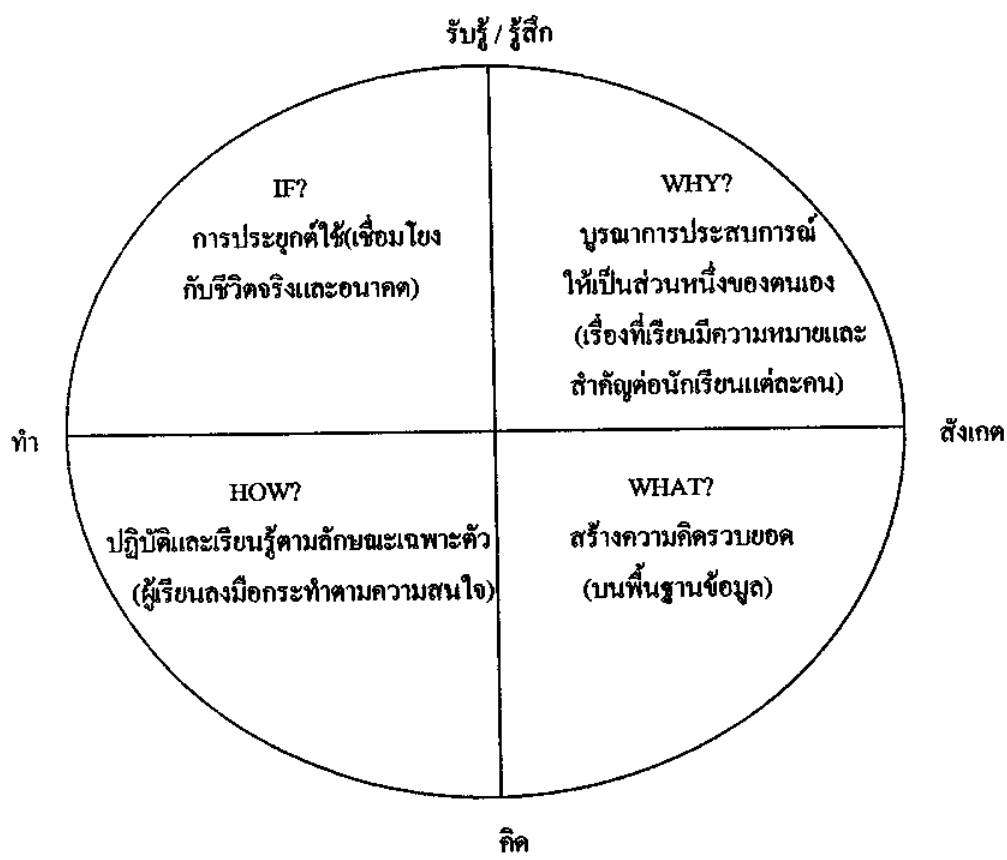 รับรู้ / รู้สึก
IF?
การประยุกต์ใช้(เชื่อมโยง
กับชีวิตจริงและอนาคต)
WHY?
บูรณาการประสบการณ์
ให้เป็นส่วนหนึ่งของตนเอง
(เรื่องที่เรียนมีความหมายและ
สำคัญต่อนักเรียนแต่ละคน)
ทำ
สังเกต
HOW?
ปฏิบัติและเรียนรู้ตามลักษณะเฉพาะตัว
(ผู้เรียนลงมือกระทำตามความสนใจ)
WHAT?
สร้างความคิดรวบยอด
(บนพื้นฐานข้อมูล)
คิด